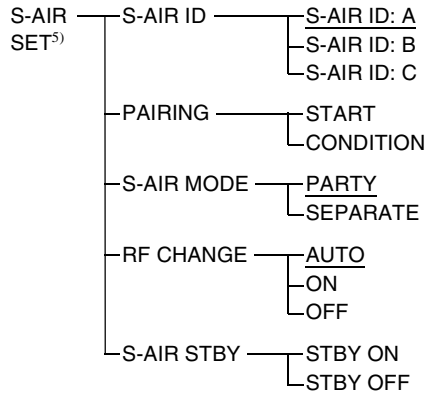 S-AIR SET5)
S-AIR ID
S-AIR ID: A
S-AIR ID: B
S-AIR ID: C
PAIRING
START
CONDITION
S-AIR MODE
PARTY
SEPARATE
RF CHANGE
AUTO
ON
OFF
S-AIR STBY
STBY ON
STBY OFF